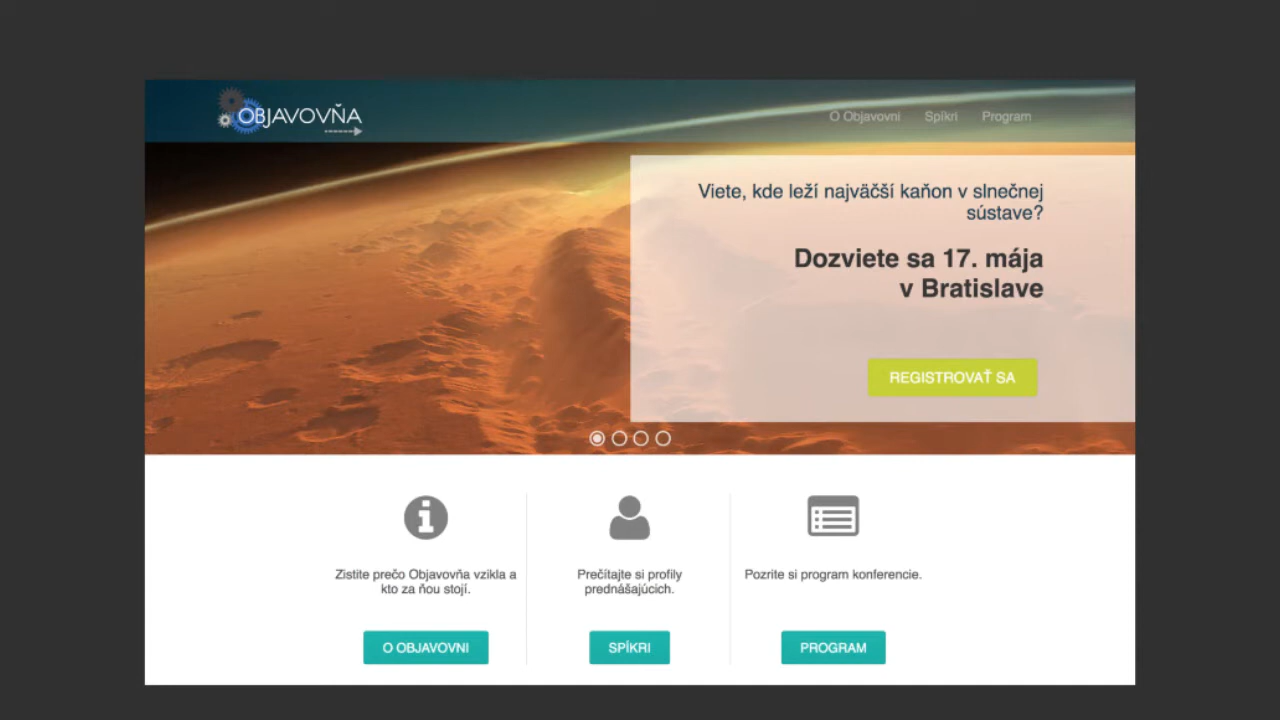 OBJAVOVŇA
O Objavovni Spíkri Program
Viete, kde leží najväčší kaňon v slnečnej
sústave?
Dozviete sa 17. mája
v Bratislave
REGISTROVAŤ SA
Zistite prečo Objavovňa vzikla a
kto za ňou stojí.
Prečítajte si profily
prednášajúcich.
Pozrite si program konferencie.
O OBJAVOVNI
SPÍKRI
PROGRAM